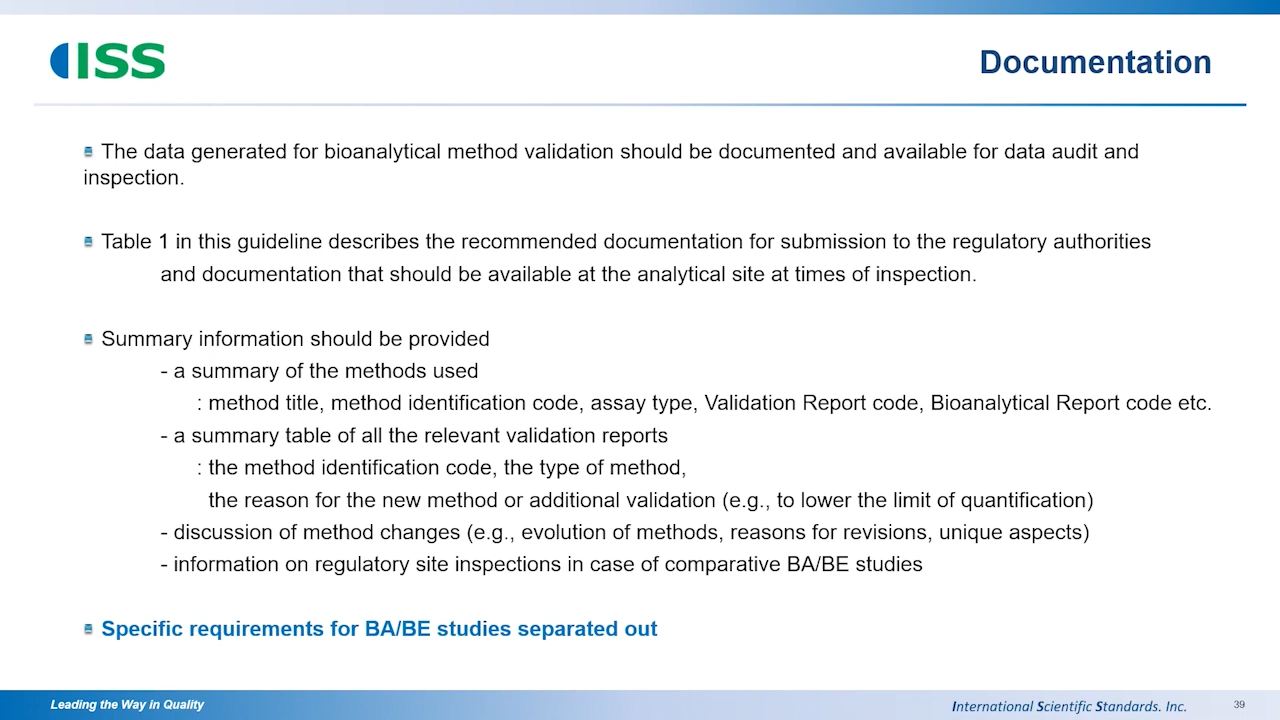 ISS
Documentation
The data generated for bioanalytical method validation should be documented and available for data audit and
inspection.
Table 1 in this guideline describes the recommended documentation for submission to the regulatory authorities
and documentation that should be available at the analytical site at times of inspection.
Summary information should be provided
- a summary of the methods used
: method title, method identification code, assay type, Validation Report code, Bioanalytical Report code etc.
- a summary table of all the relevant validation reports
: the method identification code, the type of method,
the reason for the new method or additional validation (e.g., to lower the limit of quantification)
- discussion of method changes (e.g., evolution of methods, reasons for revisions, unique aspects)
- information on regulatory site inspections in case of comparative BA/BE studies
Specific requirements for BA/BE studies separated out
Leading the Way in Quality
International Scientific Standards. Inc.
39